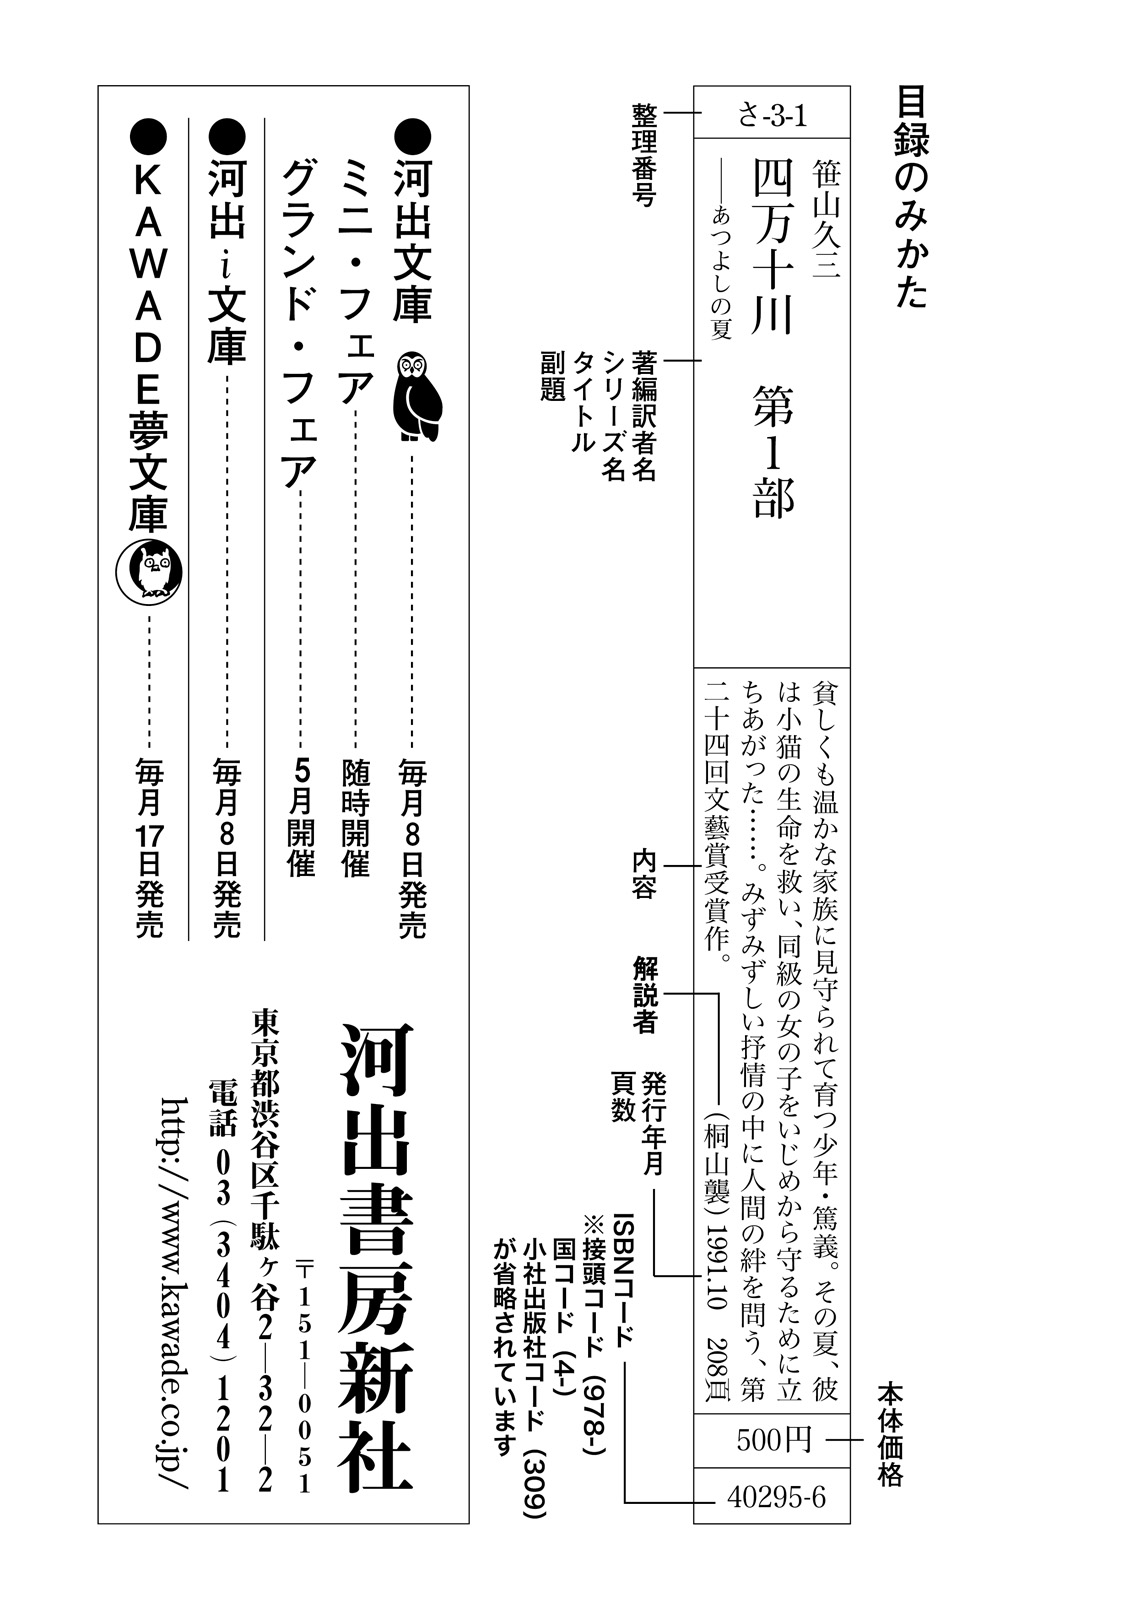 目録のみかた
さ-3-1
笹山久三
四万十川 第1部
──あつよしの夏
貧しくも温かな家族に見守られて育つ少年・篤義。その夏、彼
は小猫の生命を救い、同級の女の子をいじめから守るために立
ちあがった……。みずみずしい抒情の中に人間の絆を問う、第
二十四回文藝賞受賞作。
(桐山襲) 1991.10 208頁
500円
40295-6
本体価格
整理番号
著編訳者名
シリーズ名
タイトル
副題
内容
解説者
発行年月
頁数
ISBNコード
※接頭コード(978-)
国コード(4-)
小社出版社コード(309)
が省略されています
●河出文庫 毎月8日発売
ミニ・フェア 随時開催
グランド・フェア 5月開催
●河出i文庫 毎月8日発売
●KAWADE夢文庫 毎月17日発売
河出書房新社
〒151─0051
東京都渋谷区千駄ヶ谷2─32─2
電話 03(3404)1201
http://www.kawade.co.jp/